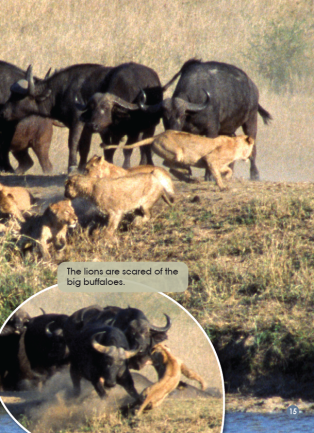 The lions are scared of the
big buffaloes.
15